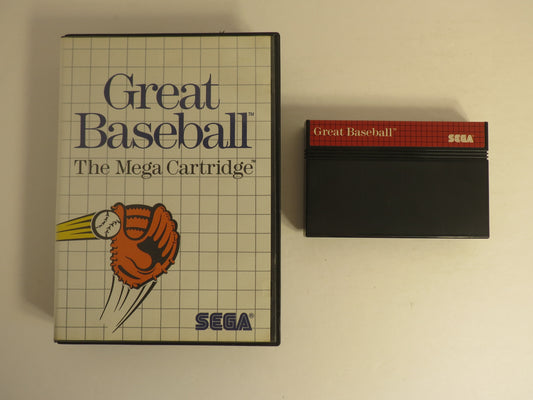 Great
Baseball™
The Mega Cartridge™
SEGA
Great Baseball™
SEGA